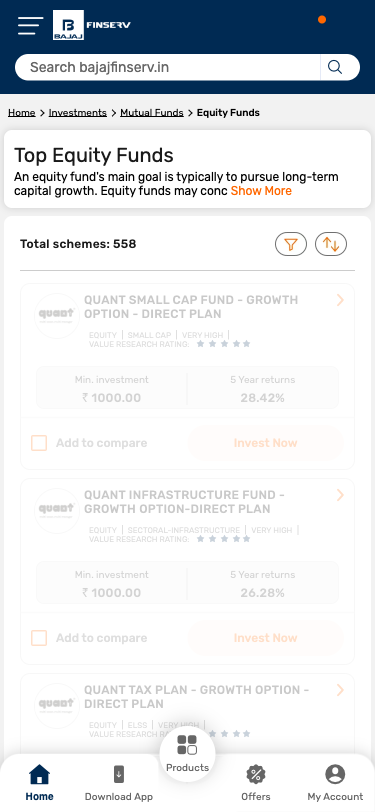 B
BAJAJ
FINSERV
Search bajajfinserv.in
Home > Investments > Mutual Funds > Equity Funds
Top Equity Funds
An equity fund's main goal is typically to pursue long-term
capital growth. Equity funds may conc Show More
Total schemes: 558
quant
QUANT SMALL CAP FUND - GROWTH
OPTION - DIRECT PLAN
EQUITY | SMALL CAP | VERY HIGH |
VALUE RESEARCH RATING: ★ ★ ★ ★ ★
Min. investment
₹ 1000.00
5 Year returns
28.42%
Add to compare
Invest Now
quant
QUANT INFRASTRUCTURE FUND -
GROWTH OPTION-DIRECT PLAN
EQUITY | SECTORAL-INFRASTRUCTURE | VERY HIGH |
VALUE RESEARCH RATING: ★ ★ ★ ★ ★
Min. investment
₹ 1000.00
5 Year returns
26.28%
Add to compare
Invest Now
quant
QUANT TAX PLAN - GROWTH OPTION -
DIRECT PLAN
EQUITY | ELSS | VERY HIGH |
VALUE RESEARCH
Home
Download App
Products
Offers
My Account